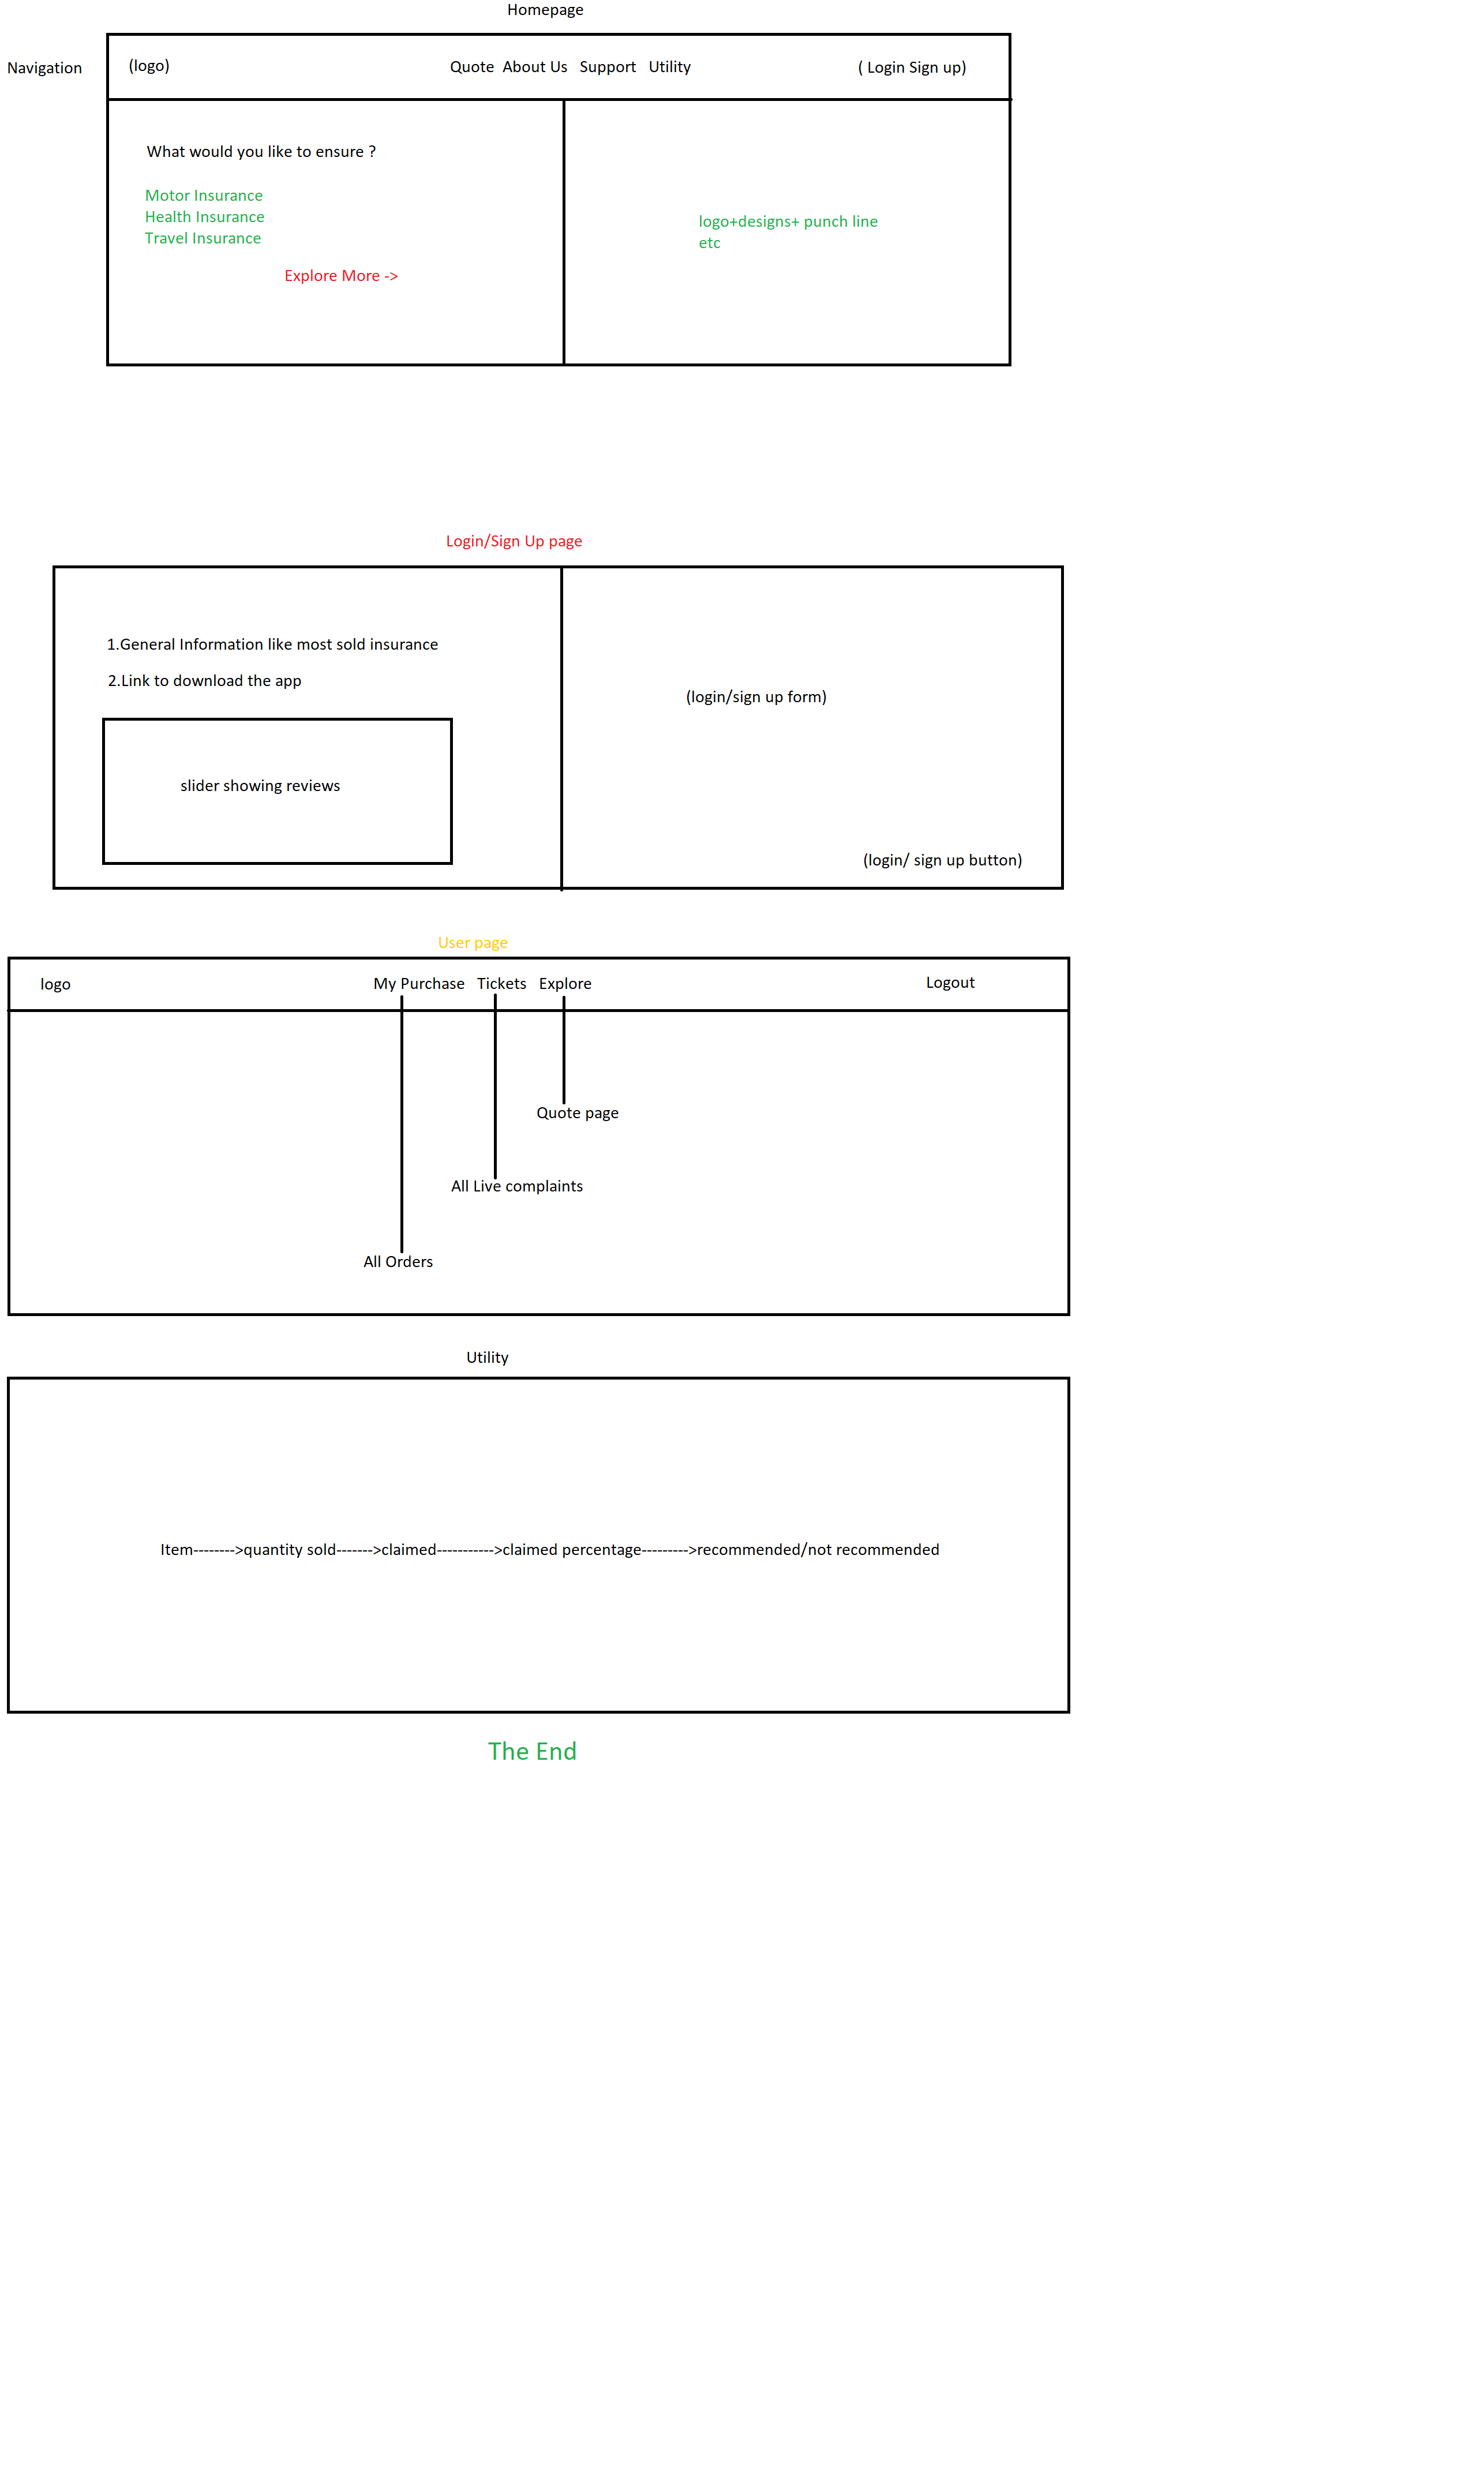 Homepage
Navigation
(logo)
Quote About Us Support Utility
( Login Sign up)
What would you like to ensure ?
Motor Insurance
Health Insurance
Travel Insurance
Explore More ->
logo+designs+ punch line
etc
Login/Sign Up page
1.General Information like most sold insurance
2.Link to download the app
slider showing reviews
(login/sign up form)
(login/ sign up button)
User page
logo
My Purchase Tickets Explore
Logout
Quote page
All Live complaints
All Orders
Utility
Item-------->quantity sold------->claimed----------->claimed percentage--------->recommended/not recommended
The End